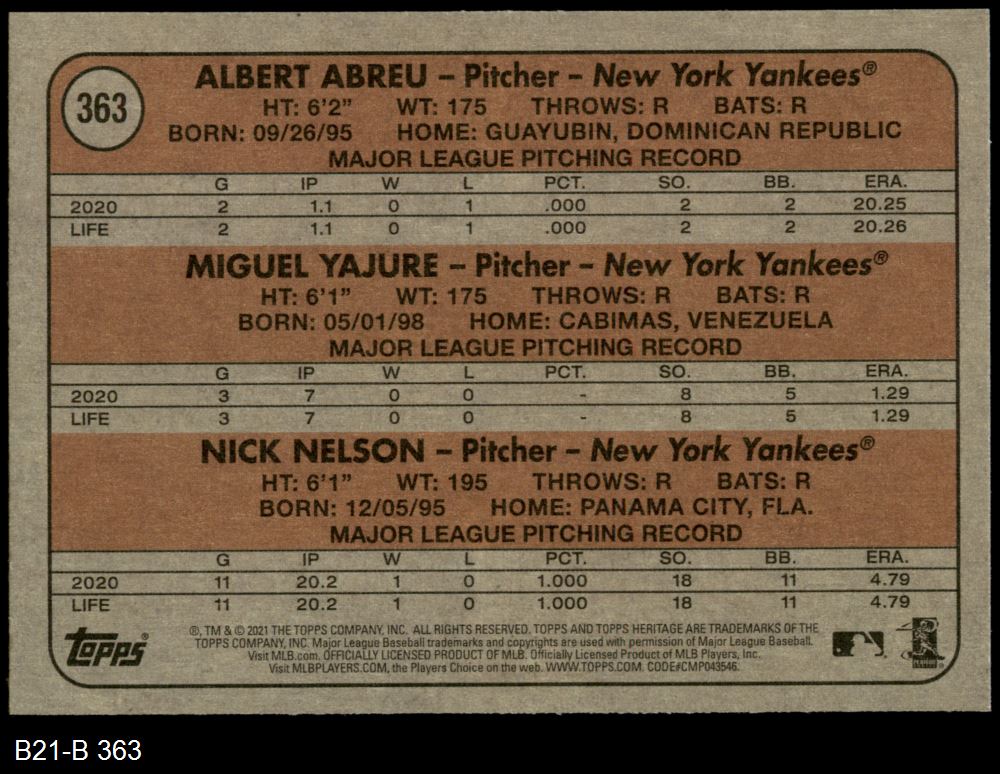 363
ALBERT ABREU – Pitcher – New York Yankees®
HT: 6'2" WT: 175 THROWS: R BATS: R
BORN: 09/26/95 HOME: GUAYUBIN, DOMINICAN REPUBLIC
MAJOR LEAGUE PITCHING RECORD
G IP W L PCT. SO. BB. ERA.
2020 2 1.1 0 1 .000 2 2 20.25
LIFE 2 1.1 0 1 .000 2 2 20.26
MIGUEL YAJURE – Pitcher – New York Yankees®
HT: 6'1" WT: 175 THROWS: R BATS: R
BORN: 05/01/98 HOME: CABIMAS, VENEZUELA
MAJOR LEAGUE PITCHING RECORD
G IP W L PCT. SO. BB. ERA.
2020 3 7 0 0 - 8 5 1.29
LIFE 3 7 0 0 - 8 5 1.29
NICK NELSON – Pitcher – New York Yankees®
HT: 6'1" WT: 195 THROWS: R BATS: R
BORN: 12/05/95 HOME: PANAMA CITY, FLA.
MAJOR LEAGUE PITCHING RECORD
G IP W L PCT. SO. BB. ERA.
2020 11 20.2 1 0 1.000 18 11 4.79
LIFE 11 20.2 1 0 1.000 18 11 4.79
topps®
®, TM & © 2021 THE TOPPS COMPANY, INC. ALL RIGHTS RESERVED. TOPPS AND TOPPS HERITAGE ARE TRADEMARKS OF THE
TOPPS COMPANY, INC. Major League Baseball trademarks and copyrights are used with permission of Major League Baseball.
Visit MLB.com. OFFICIALLY LICENSED PRODUCT OF MLB. Officially Licensed Product of MLB Players, Inc.
Visit MLBPLAYERS.COM, the Players Choice on the web. WWW.TOPPS.COM. CODE#CMP043546.
B21-B 363